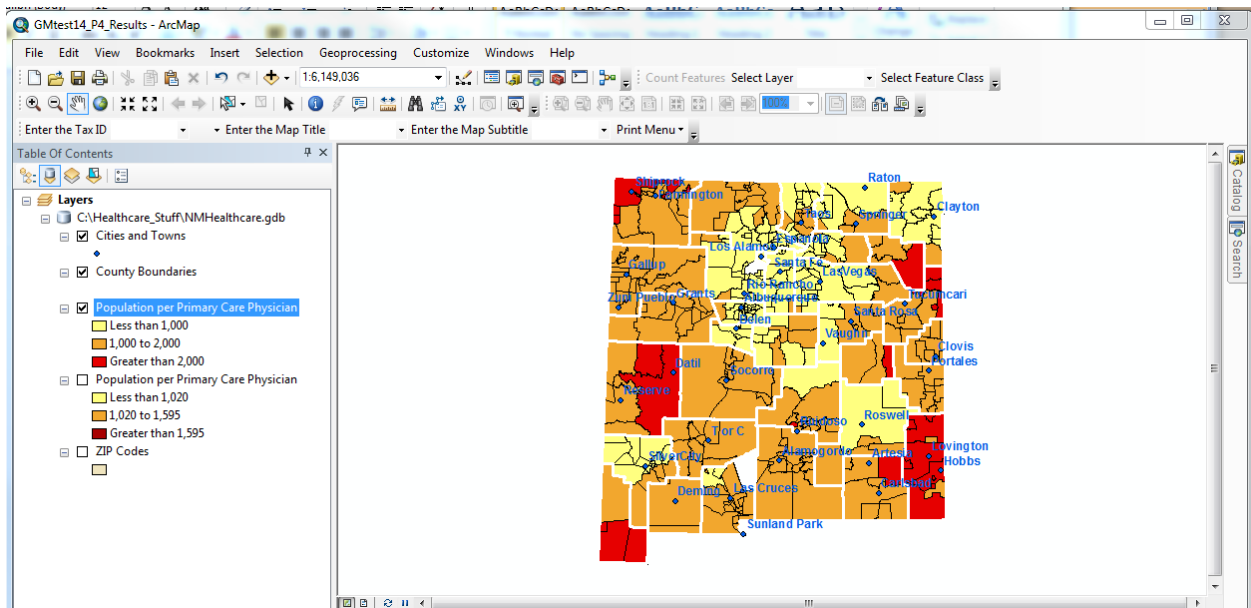 GMtest14_P4_Results - ArcMap
File Edit View Bookmarks Insert Selection Geoprocessing Customize Windows Help
1:6,149,036 Count Features Select Layer Select Feature Class
100%
Enter the Tax ID Enter the Map Title Enter the Map Subtitle Print Menu
Table Of Contents
Layers
C:\Healthcare_Stuff\NMHealthcare.gdb
Cities and Towns
County Boundaries
Population per Primary Care Physician
Less than 1,000
1,000 to 2,000
Greater than 2,000
Population per Primary Care Physician
Less than 1,020
1,020 to 1,595
Greater than 1,595
ZIP Codes
Raton
Shiprock
Farmington
Clayton
Taos Springer
Los Alamos Espanola
Gallup Santa Fe
LasVegas
Rio Rancho
Zuni Pueblo Grants Albuquerque Tucumcari
Belen Santa Rosa
Vaughn
Clovis
Portales
Datil
Socorro
Reserve
Roswell
Ruidoso
T or C
Lovington
SilverCity Alamogordo Artesia
Hobbs
Carlsbad
Deming Las Cruces
Sunland Park
Catalog
Search